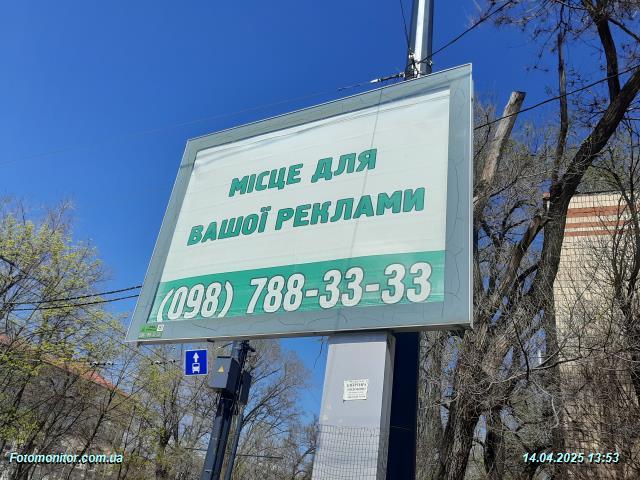 МІСЦЕ ДЛЯ
ВАШОЇ РЕКЛАМИ
(098) 788-33-33
Fotomonitor.com.ua
14.04.2025 13:53